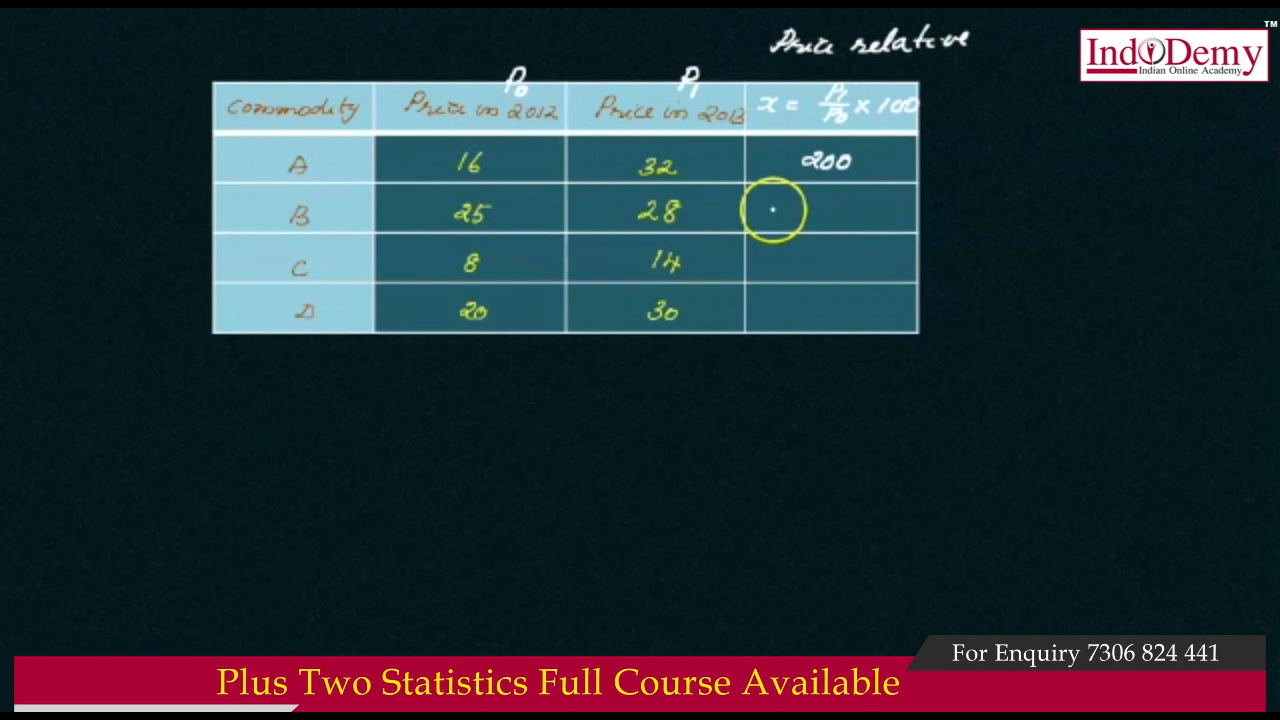 Price relative
IndoDemy
TM
Indian Online Academy
P0 P1
Commodity Price in 2012 Price in 2013 x = P1/P0 × 100
A 16 32 200
B 25 28
C 8 14
D 20 30
For Enquiry 7306 824 441
Plus Two Statistics Full Course Available